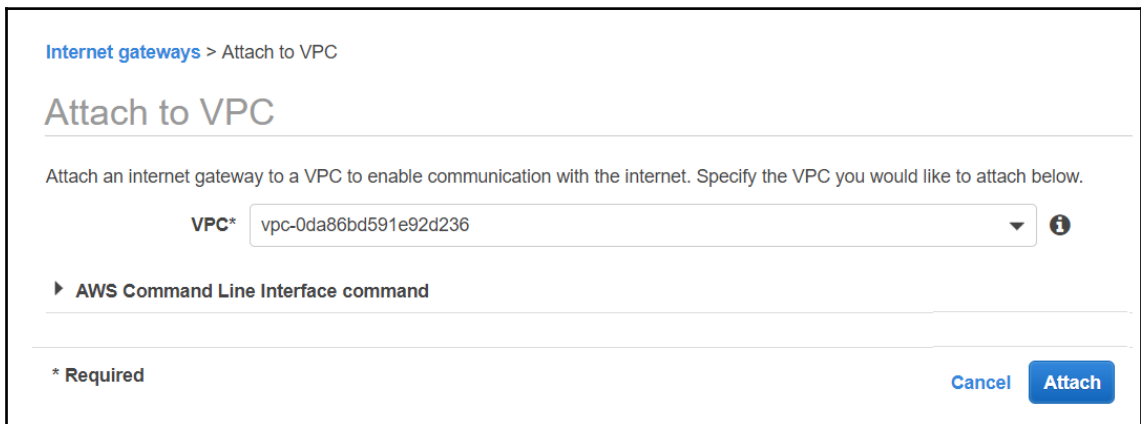 Internet gateways > Attach to VPC
Attach to VPC
Attach an internet gateway to a VPC to enable communication with the internet. Specify the VPC you would like to attach below.
VPC* vpc-0da86bd591e92d236
AWS Command Line Interface command
* Required
Cancel Attach